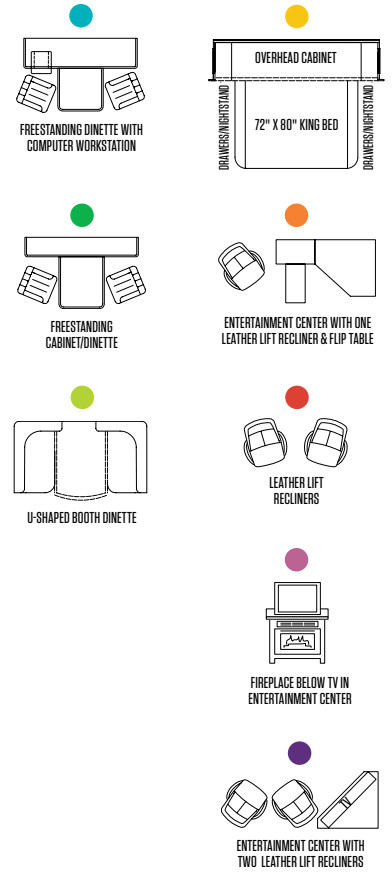 FREESTANDING DINETTE WITH
COMPUTER WORKSTATION
OVERHEAD CABINET
DRAWERS/NIGHTSTAND
72" X 80" KING BED
DRAWERS/NIGHTSTAND
FREESTANDING
CABINET/DINETTE
ENTERTAINMENT CENTER WITH ONE
LEATHER LIFT RECLINER & FLIP TABLE
U-SHAPED BOOTH DINETTE
LEATHER LIFT
RECLINERS
FIREPLACE BELOW TV IN
ENTERTAINMENT CENTER
TV
ENTERTAINMENT CENTER WITH
TWO LEATHER LIFT RECLINERS